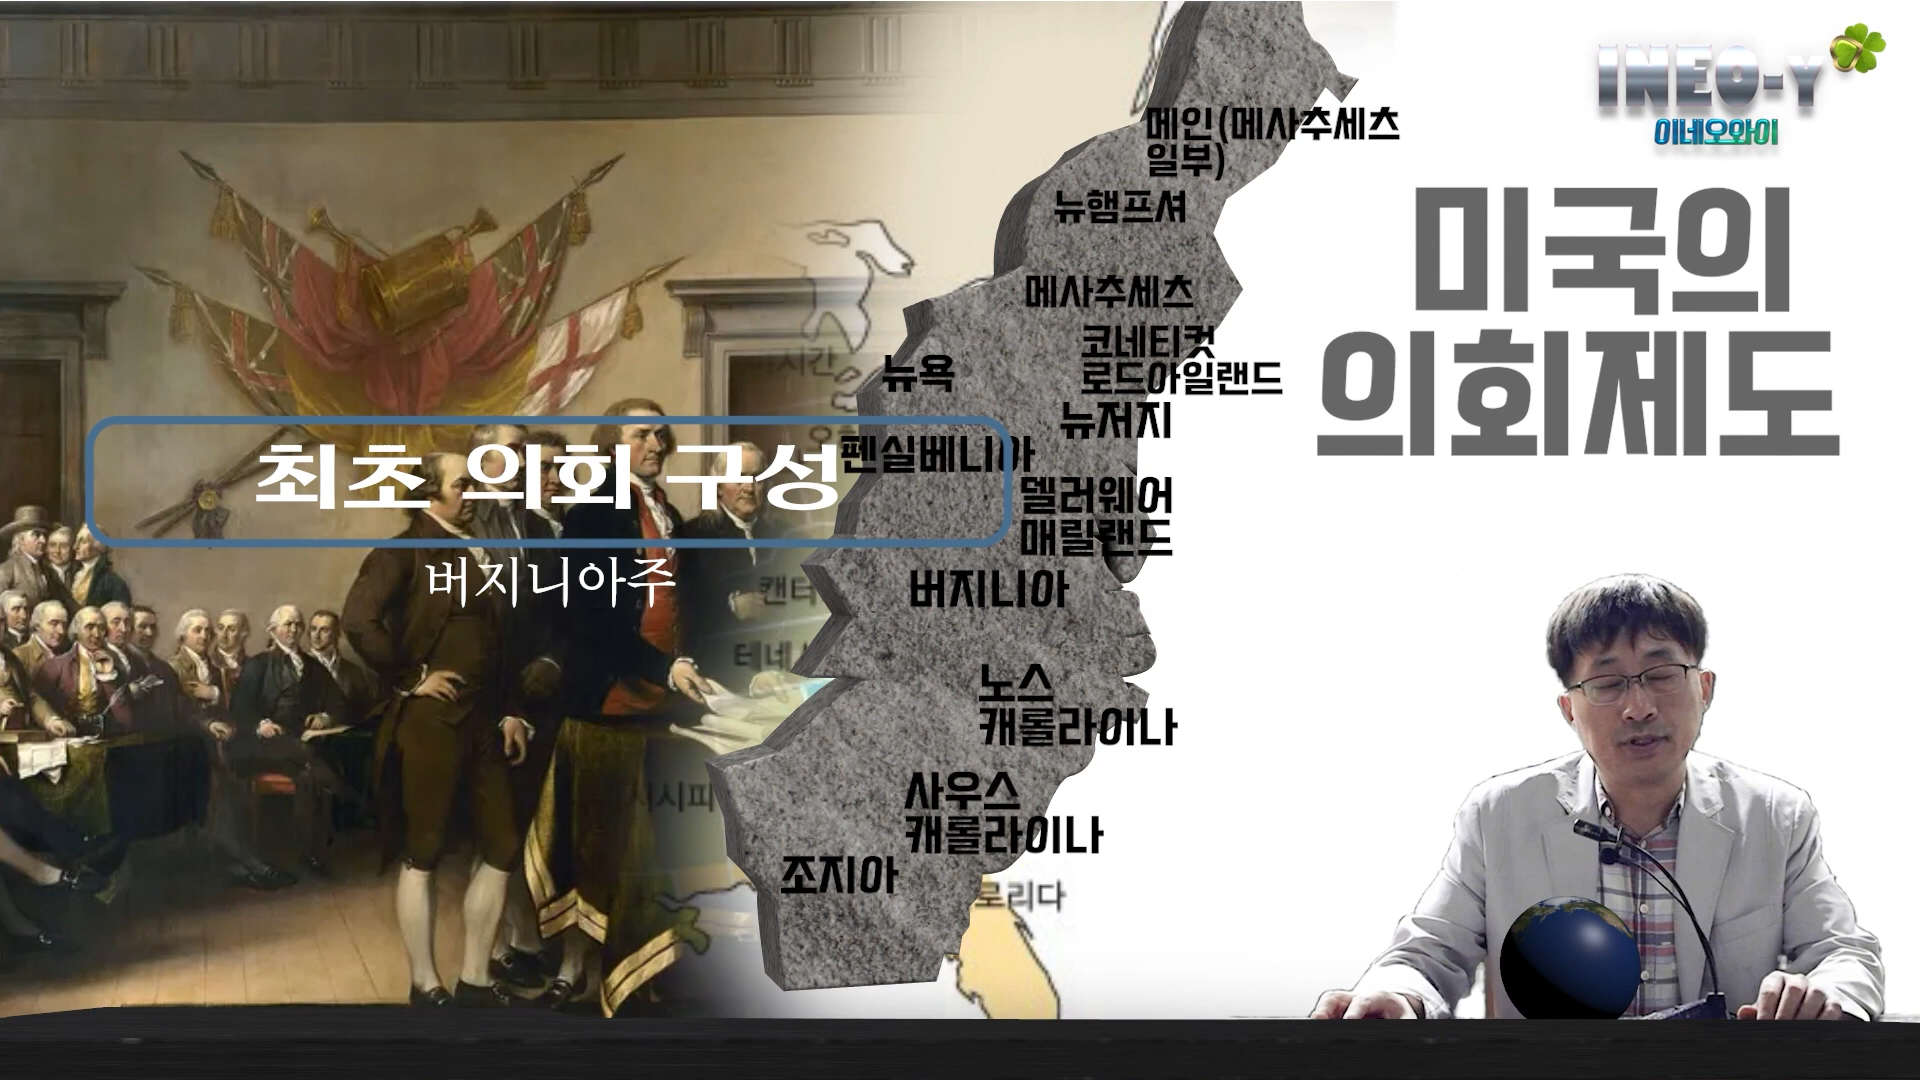 INEO-Y
이네오와이
미국의
의회제도
최초 의회 구성
버지니아주
메인(메사추세츠
일부)
뉴햄프셔
메사추세츠
코네티컷
로드아일랜드
뉴욕
뉴저지
펜실베니아
델러웨어
매릴랜드
버지니아
노스
캐롤라이나
사우스
캐롤라이나
조지아